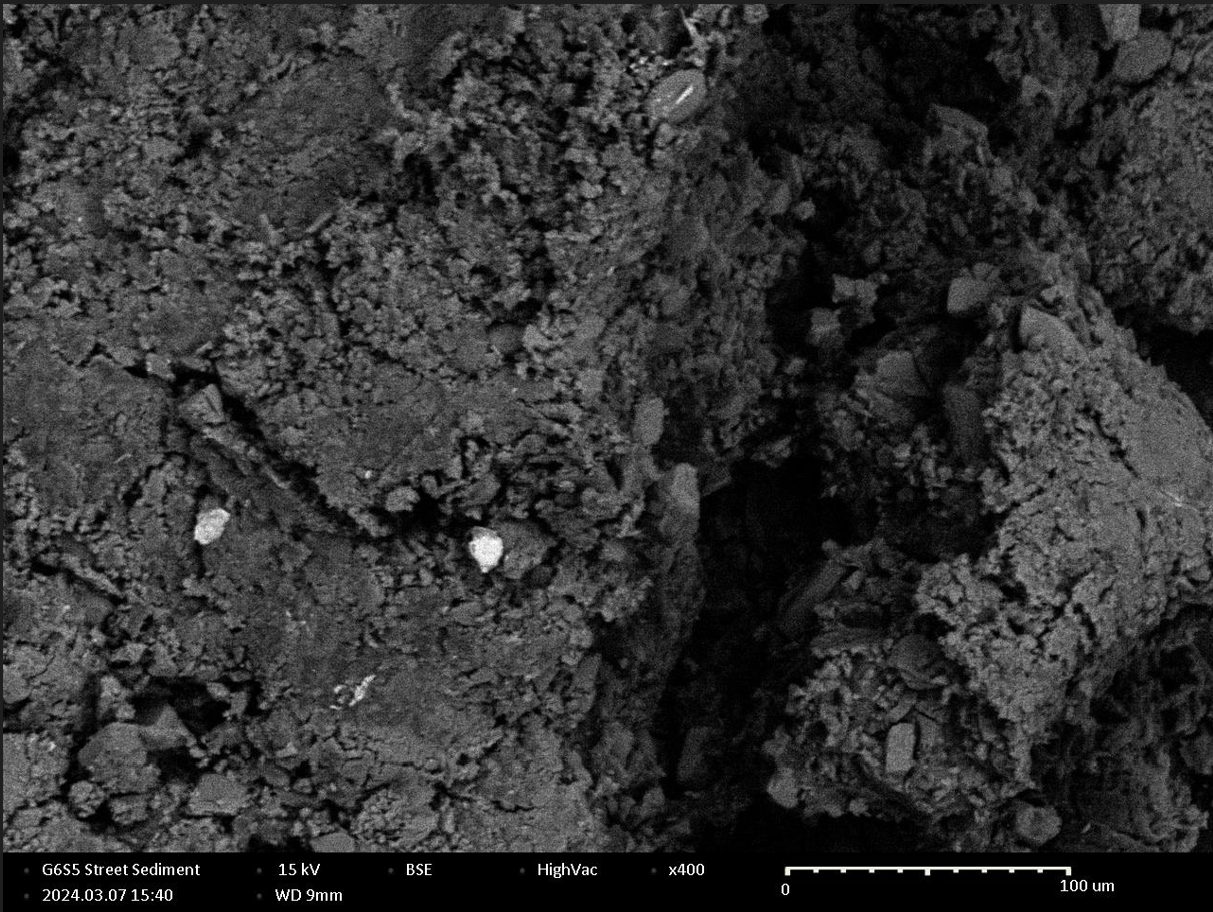 G6S5 Street Sediment 15 kV BSE HighVac x400
2024.03.07 15:40 WD 9mm
0 100 um